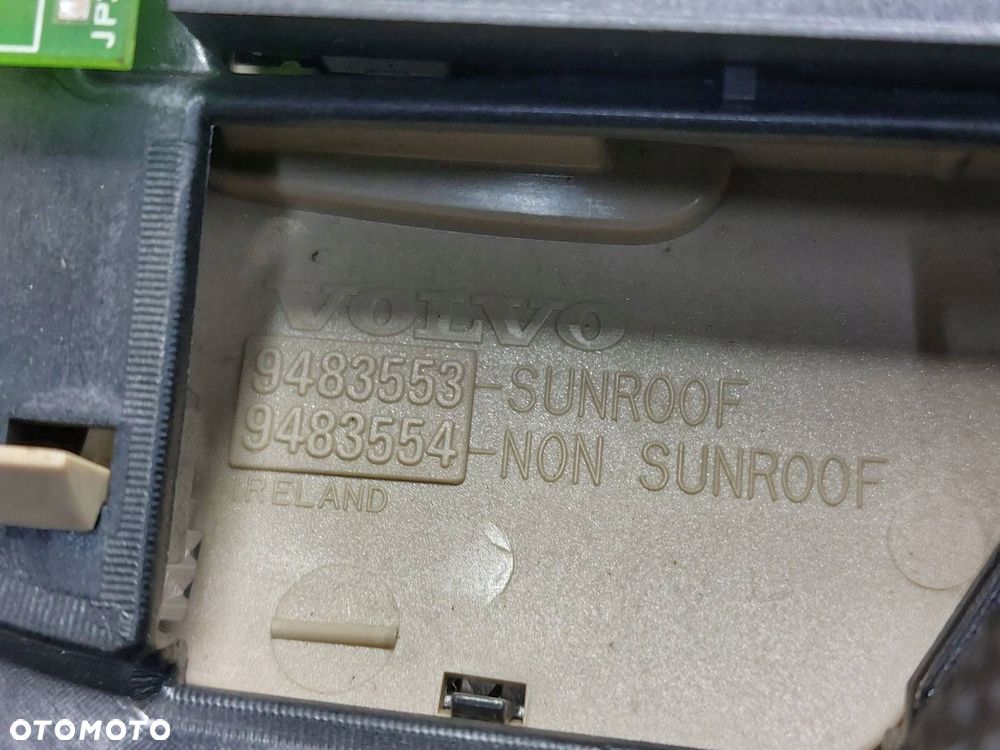 VOLVO
9483553-SUNROOF
9483554-NON SUNROOF
IRELAND
OTOMOTO